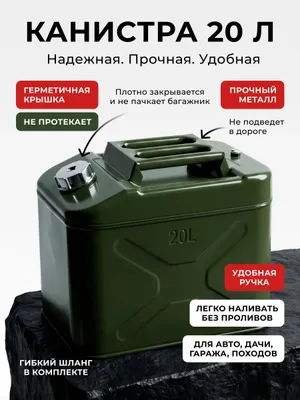 КАНИСТРА 20 Л
Надежная. Прочная. Удобная
ГЕРМЕТИЧНАЯ
КРЫШКА
НЕ ПРОТЕКАЕТ
Плотно закрывается
и не пачкает багажник
ПРОЧНЫЙ
МЕТАЛЛ
Не подведет
в дороге
20L
УДОБНАЯ
РУЧКА
ЛЕГКО НАЛИВАТЬ
БЕЗ ПРОЛИВОВ
ДЛЯ АВТО, ДАЧИ,
ГАРАЖА, ПОХОДОВ
ГИБКИЙ ШЛАНГ
В КОМПЛЕКТЕ